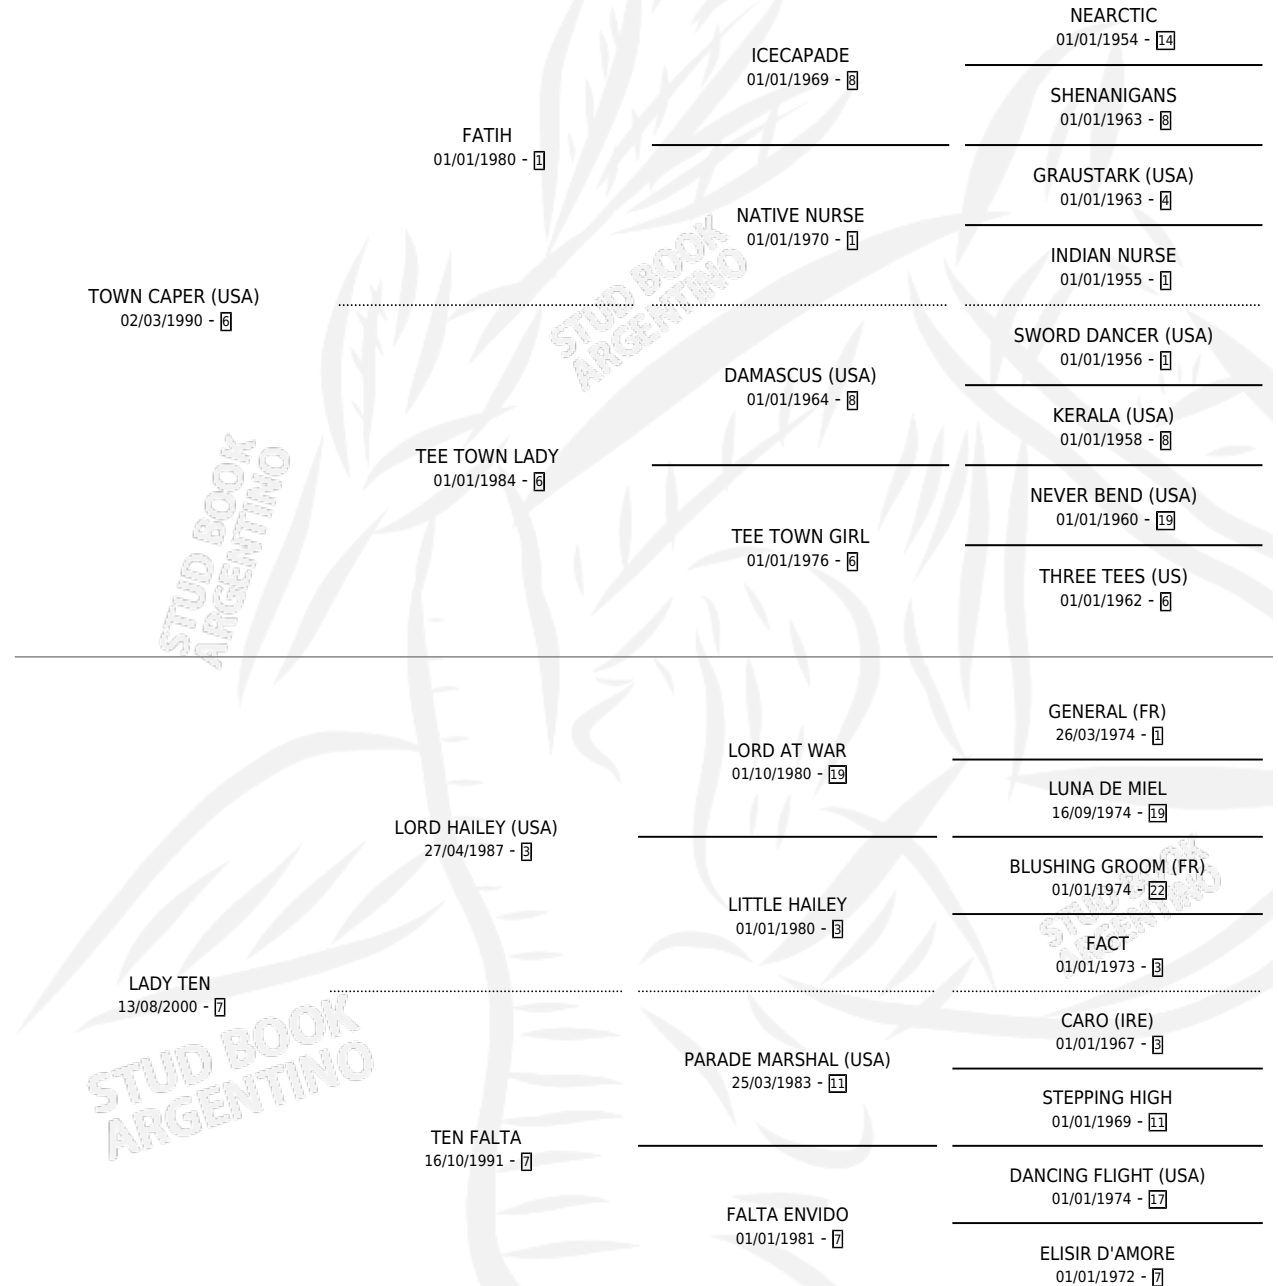 NEARCTIC
01/01/1954 - 14
ICECAPADE
01/01/1969 - 8
SHENANIGANS
01/01/1963 - 8
FATIH
01/01/1980 - 1
GRAUSTARK (USA)
01/01/1963 - 4
NATIVE NURSE
01/01/1970 - 1
INDIAN NURSE
01/01/1955 - 1
TOWN CAPER (USA)
02/03/1990 - 6
STUD BOOK
ARGENTINO
SWORD DANCER (USA)
01/01/1956 - 1
DAMASCUS (USA)
01/01/1964 - 8
KERALA (USA)
01/01/1958 - 8
TEE TOWN LADY
01/01/1984 - 6
NEVER BEND (USA)
01/01/1960 - 19
TEE TOWN GIRL
01/01/1976 - 6
THREE TEES (US)
01/01/1962 - 6
STUD BOOK
ARGENTINO
GENERAL (FR)
26/03/1974 - 1
LORD AT WAR
01/10/1980 - 19
LUNA DE MIEL
16/09/1974 - 19
LORD HAILEY (USA)
27/04/1987 - 3
BLUSHING GROOM (FR)
01/01/1974 - 22
LITTLE HAILEY
01/01/1980 - 3
FACT
01/01/1973 - 3
STUD BOOK
ARGENTINO
LADY TEN
13/08/2000 - 7
CARO (IRE)
01/01/1967 - 3
PARADE MARSHAL (USA)
25/03/1983 - 11
STEPPING HIGH
01/01/1969 - 11
STUD BOOK
ARGENTINO
TEN FALTA
16/10/1991 - 7
DANCING FLIGHT (USA)
01/01/1974 - 17
FALTA ENVIDO
01/01/1981 - 7
ELISIR D'AMORE
01/01/1972 - 7